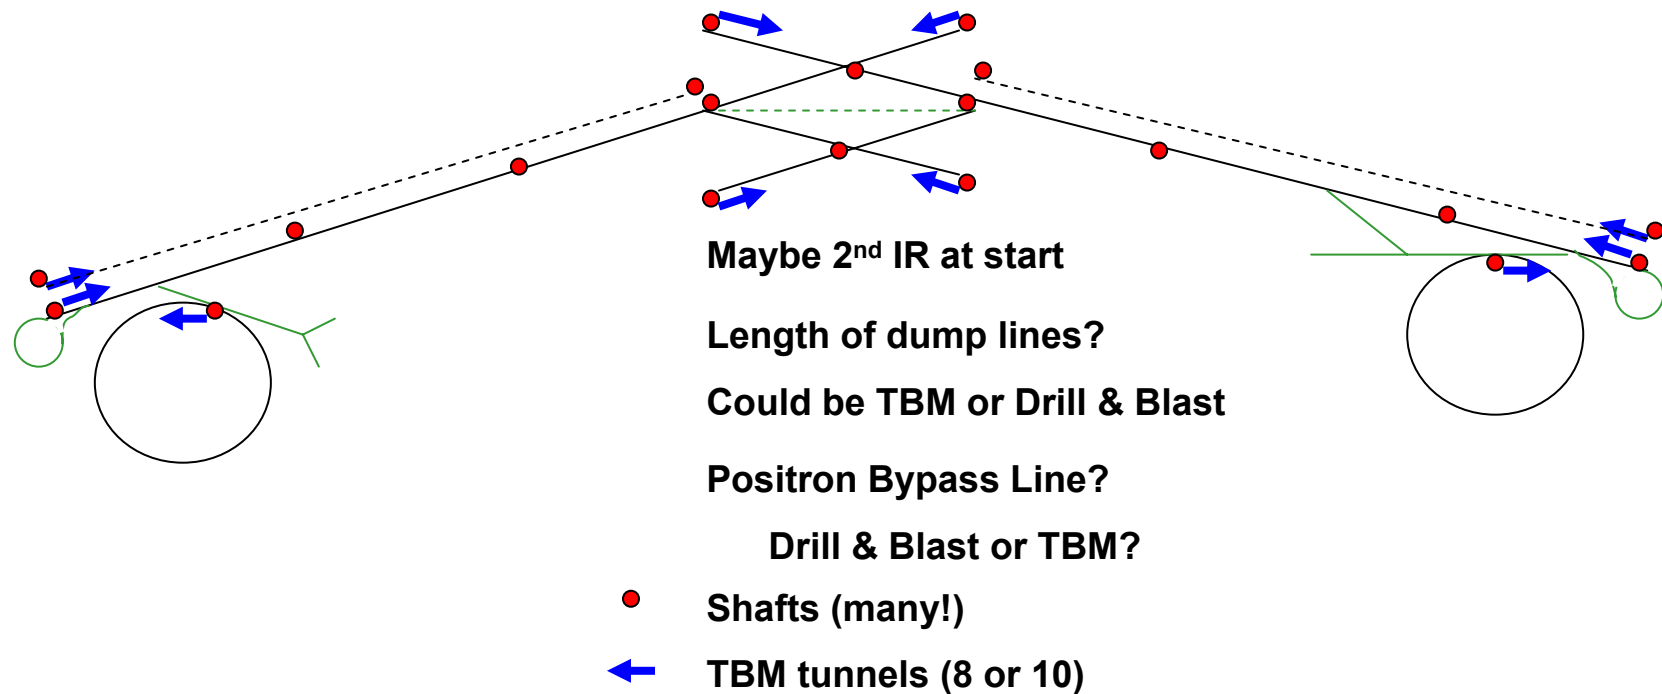 Maybe 2nd IR at start
Length of dump lines?
Could be TBM or Drill & Blast
Positron Bypass Line?
Drill & Blast or TBM?
Shafts (many!)
TBM tunnels (8 or 10)